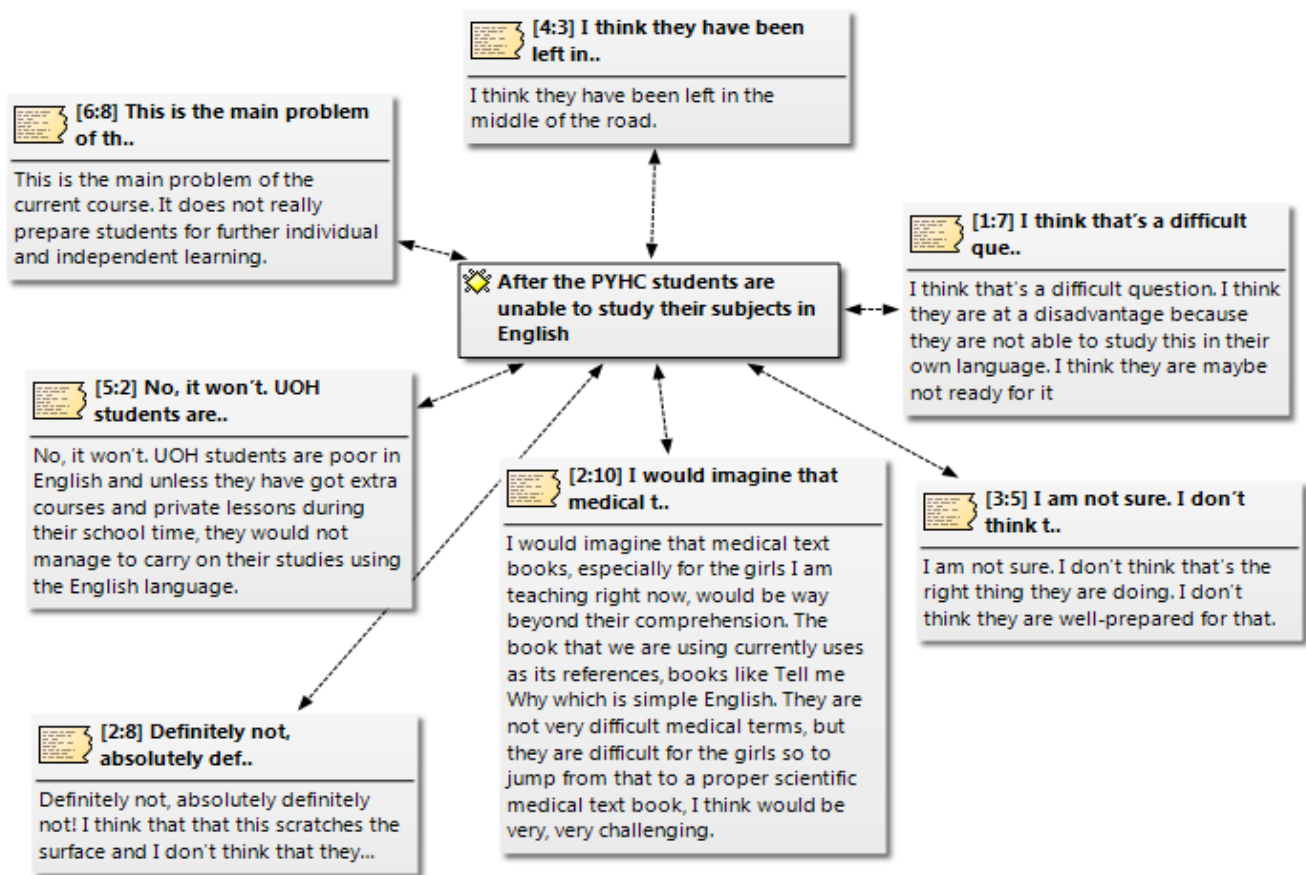 [4:3] I think they have been
left in..
I think they have been left in the
middle of the road.
[6:8] This is the main problem
of th..
This is the main problem of the
current course. It does not really
prepare students for further individual
and independent learning.
[1:7] I think that's a difficult
que..
I think that's a difficult question. I think
they are at a disadvantage because
they are not able to study this in their
own language. I think they are maybe
not ready for it
After the PYHC students are
unable to study their subjects in
English
[5:2] No, it won't. UOH
students are..
No, it won't. UOH students are poor in
English and unless they have got extra
courses and private lessons during
their school time, they would not
manage to carry on their studies using
the English language.
[2:10] I would imagine that
medical t..
I would imagine that medical text
books, especially for the girls I am
teaching right now, would be way
beyond their comprehension. The
book that we are using currently uses
as its references, books like Tell me
Why which is simple English. They are
not very difficult medical terms, but
they are difficult for the girls so to
jump from that to a proper scientific
medical text book, I think would be
very, very challenging.
[3:5] I am not sure. I don't
think t..
I am not sure. I don't think that's the
right thing they are doing. I don't
think they are well-prepared for that.
[2:8] Definitely not,
absolutely def..
Definitely not, absolutely definitely
not! I think that that this scratches the
surface and I don't think that they...